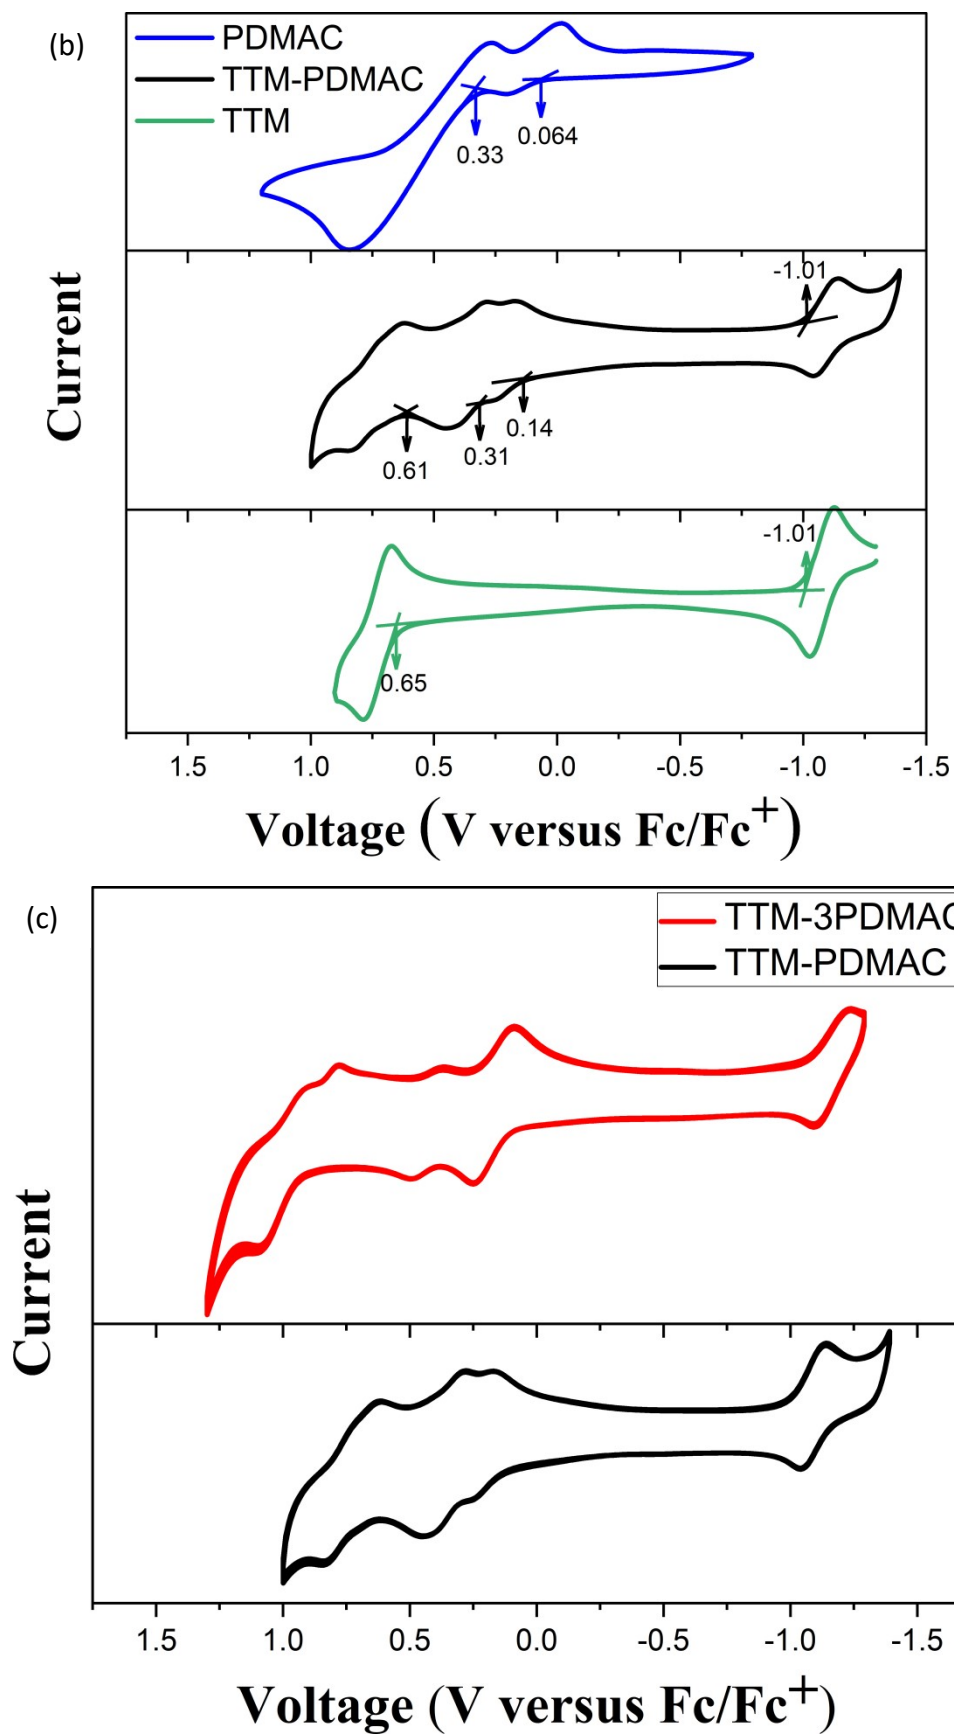 (b)
PDMAC
TTM-PDMAC
TTM
0.33
0.064
-1.01
0.14
0.31
0.61
-1.01
0.65
Current
1.5 1.0 0.5 0.0 -0.5 -1.0 -1.5
Voltage (V versus Fc/Fc+)
(c)
TTM-3PDMAC
TTM-PDMAC
Current
1.5 1.0 0.5 0.0 -0.5 -1.0 -1.5
Voltage (V versus Fc/Fc+)